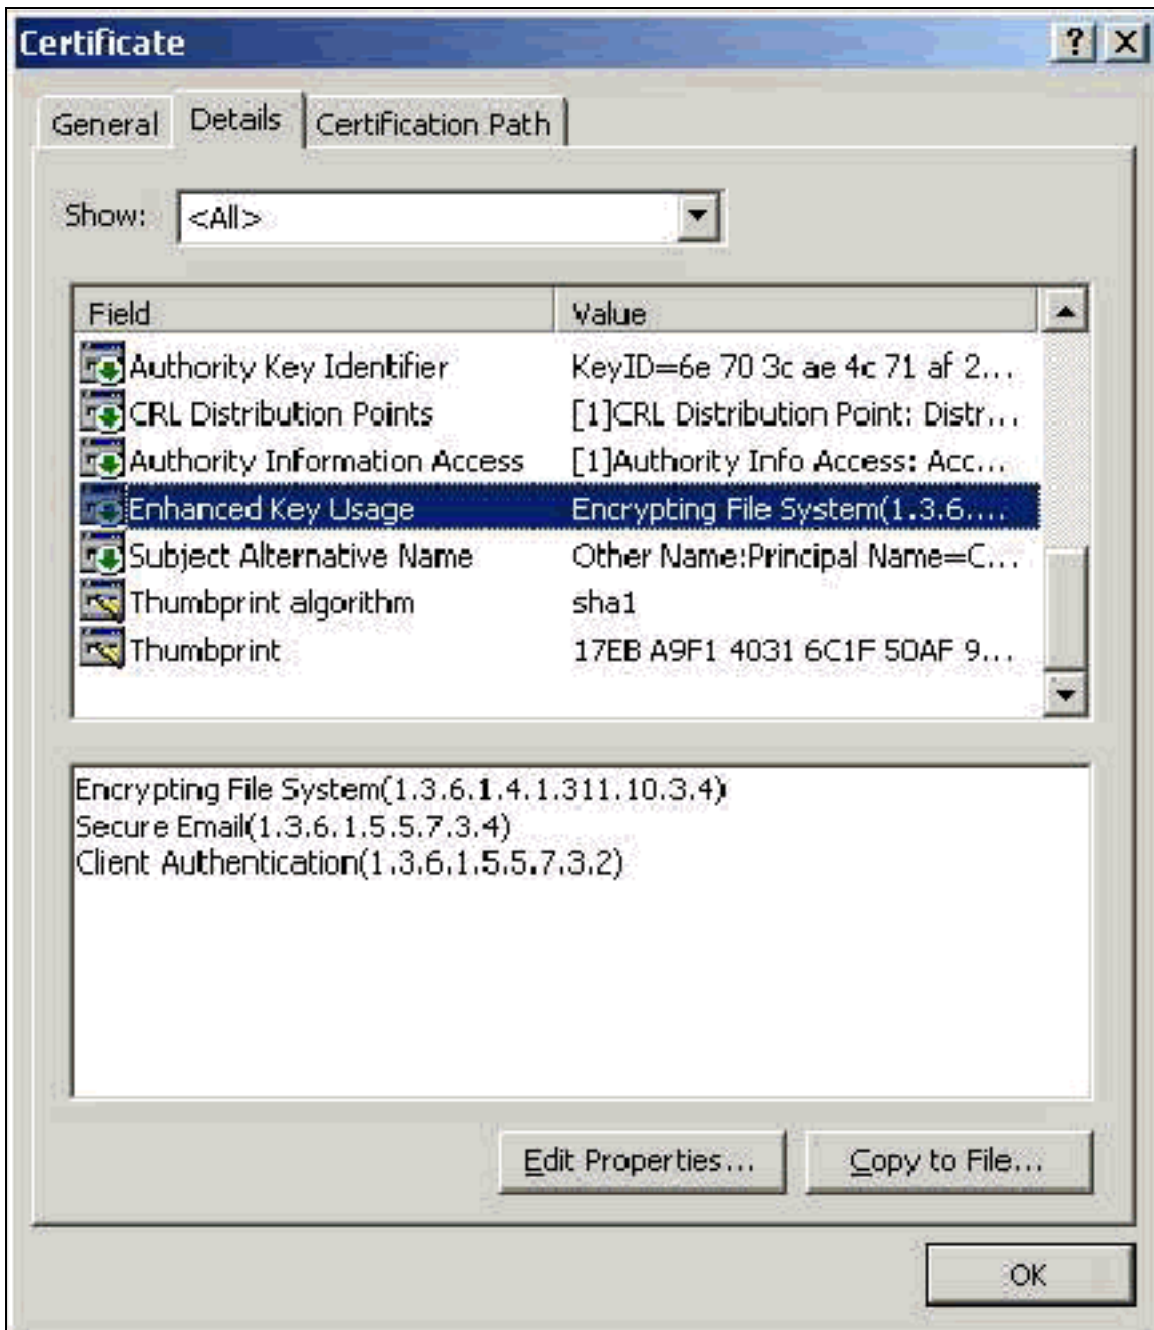 Certificate
General Details Certification Path
Show: <All>
Field Value
Authority Key Identifier KeyID=6e 70 3c ae 4c 71 af 2...
CRL Distribution Points [1]CRL Distribution Point: Distr...
Authority Information Access [1]Authority Info Access: Acc...
Enhanced Key Usage Encrypting File System(1.3.6....
Subject Alternative Name Other Name:Principal Name=C...
Thumbprint algorithm sha1
Thumbprint 17EB A9F1 4031 6C1F 50AF 9...
Encrypting File System(1.3.6.1.4.1.311.10.3.4)
Secure Email(1.3.6.1.5.5.7.3.4)
Client Authentication(1.3.6.1.5.5.7.3.2)
Edit Properties... Copy to File...
OK